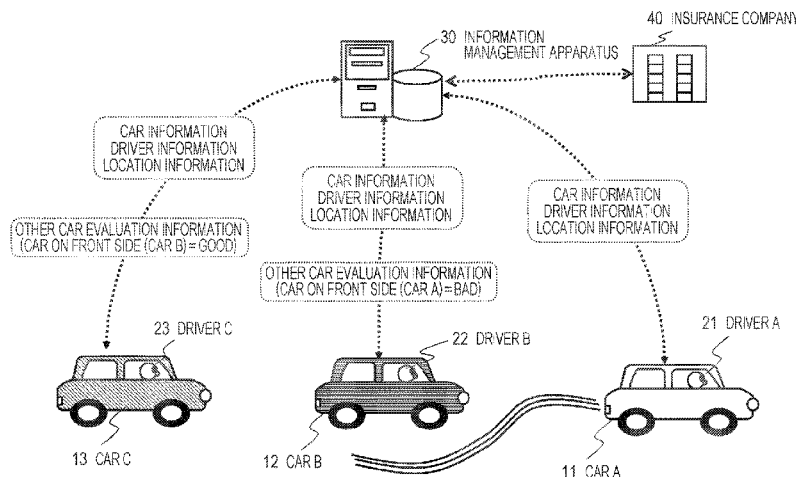 40 INSURANCE COMPANY
30 INFORMATION
MANAGEMENT APPARATUS
CAR INFORMATION
DRIVER INFORMATION
LOCATION INFORMATION
CAR INFORMATION
DRIVER INFORMATION
LOCATION INFORMATION
CAR INFORMATION
DRIVER INFORMATION
LOCATION INFORMATION
OTHER CAR EVALUATION INFORMATION
(CAR ON FRONT SIDE (CAR B) = GOOD)
OTHER CAR EVALUATION INFORMATION
(CAR ON FRONT SIDE (CAR A) = BAD)
23 DRIVER C
22 DRIVER B
21 DRIVER A
13 CAR C
12 CAR B
11 CAR A